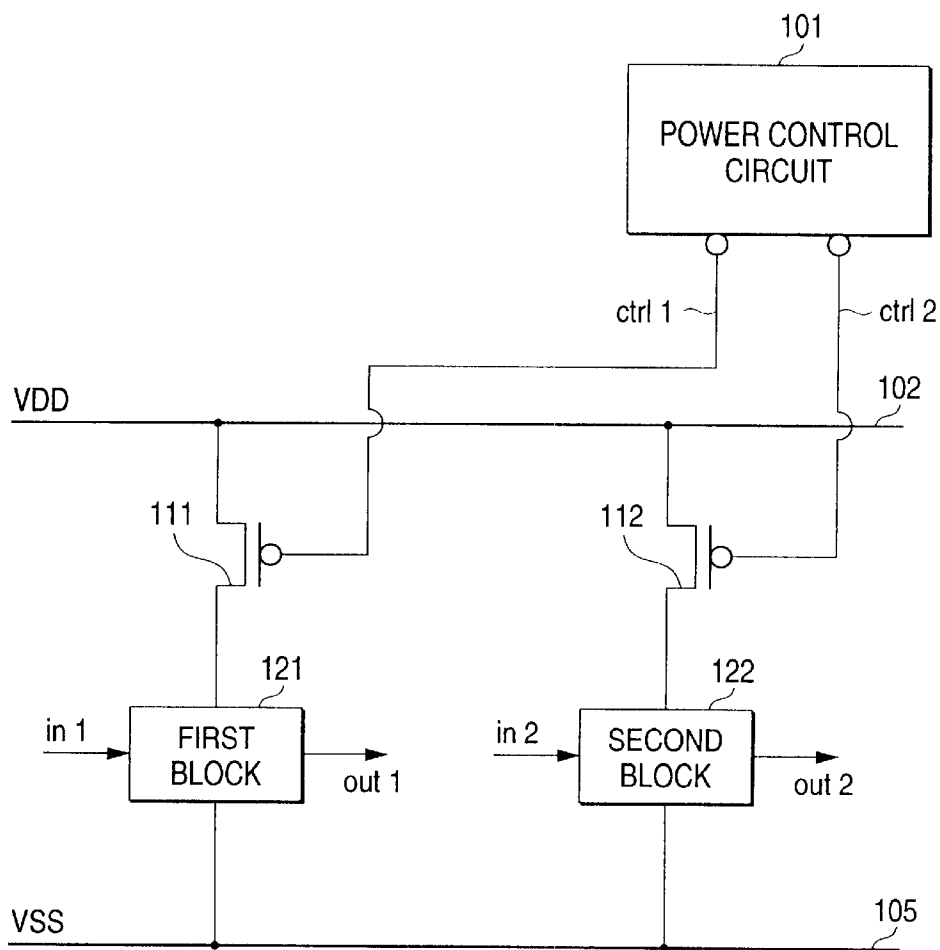 101
POWER CONTROL
CIRCUIT
ctrl 1
ctrl 2
VDD
102
111
112
121
122
in 1
FIRST
BLOCK
out 1
in 2
SECOND
BLOCK
out 2
VSS
105